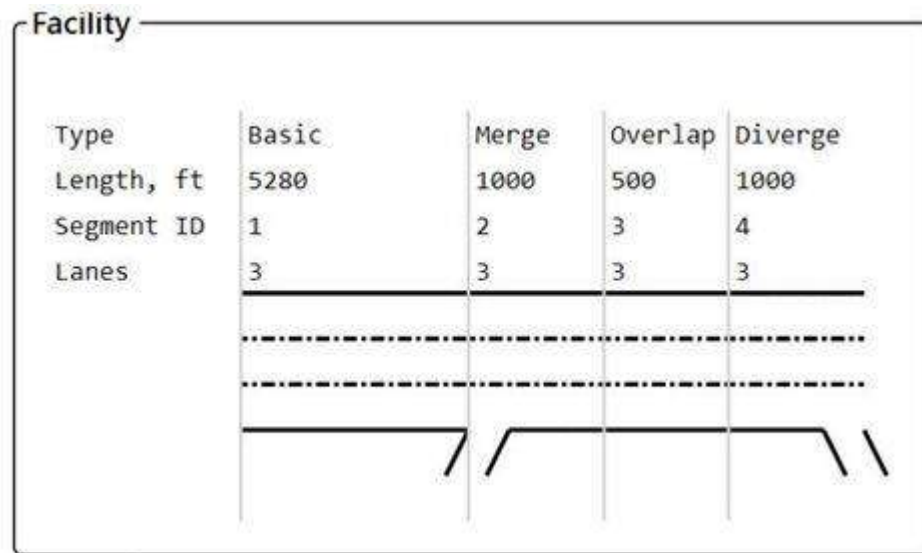 Facility
Type Basic Merge Overlap Diverge
Length, ft 5280 1000 500 1000
Segment ID 1 2 3 4
Lanes 3 3 3 3